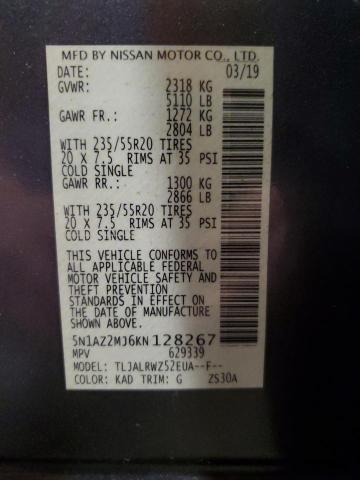 MFD BY NISSAN MOTOR CO., LTD.
DATE: 03/19
GVWR: 2318 KG
5110 LB
GAWR FR.: 1272 KG
2804 LB
WITH 235/55R20 TIRES
20 X 7.5 RIMS AT 35 PSI
COLD SINGLE
GAWR RR.: 1300 KG
2866 LB
WITH 235/55R20 TIRES
20 X 7.5 RIMS AT 35 PSI
COLD SINGLE
THIS VEHICLE CONFORMS TO
ALL APPLICABLE FEDERAL
MOTOR VEHICLE SAFETY AND
THEFT PREVENTION
STANDARDS IN EFFECT ON
THE DATE OF MANUFACTURE
SHOWN ABOVE.
5N1AZ2MJ6KN128267
MPV 629339
MODEL: TLJALRWZ52EUA--F--
COLOR: KAD TRIM: G ZS30A